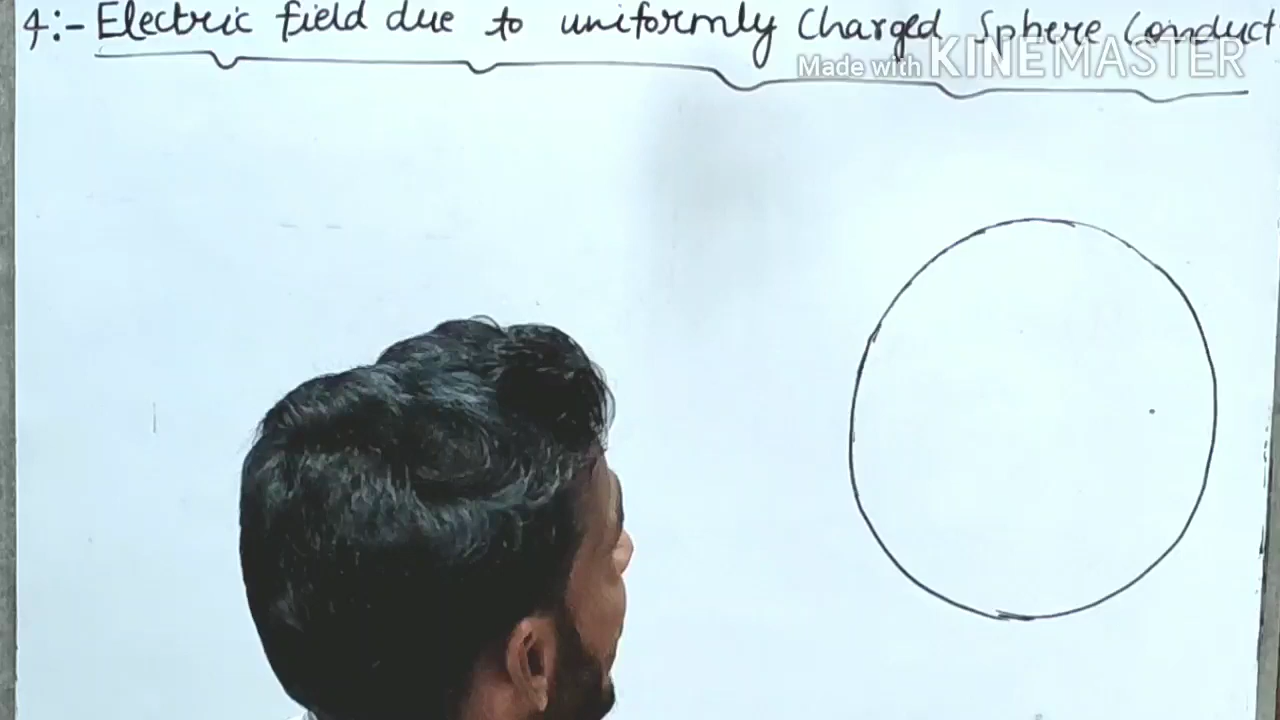 4:- Electric field due to uniformly Charged Sphere Conduct
Made with KINEMASTER